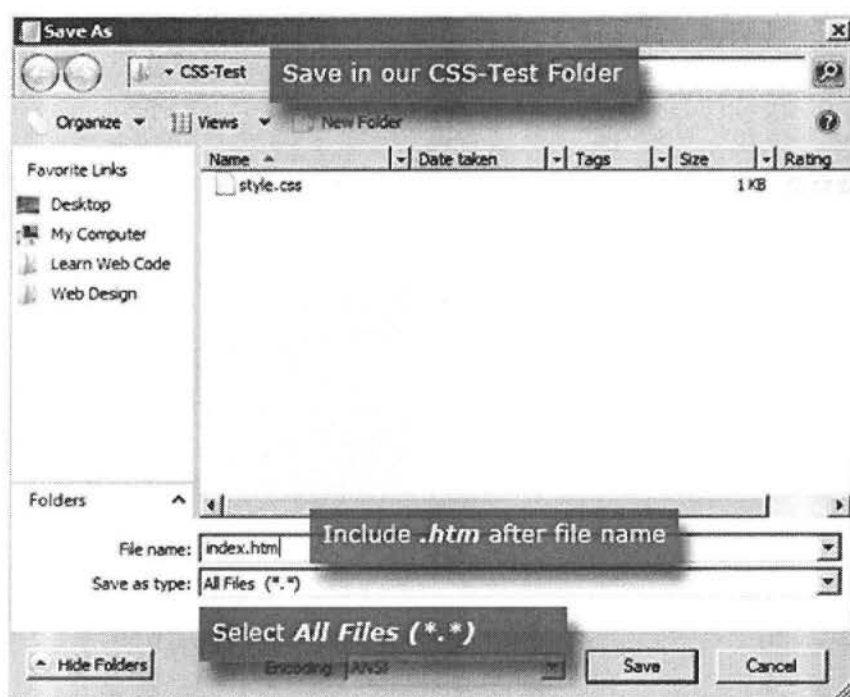 Save As
CSS-Test
Save in our CSS-Test Folder
Organize
Views
New Folder
Favorite Links
Name
Date taken
Tags
Size
Rating
style.css
1 KB
Desktop
My Computer
Learn Web Code
Web Design
Folders
Include .htm after file name
File name:
index.htm
Save as type:
All Files (*.*)
Select All Files (*.*)
Hide Folders
Encoding:
ANSI
Save
Cancel